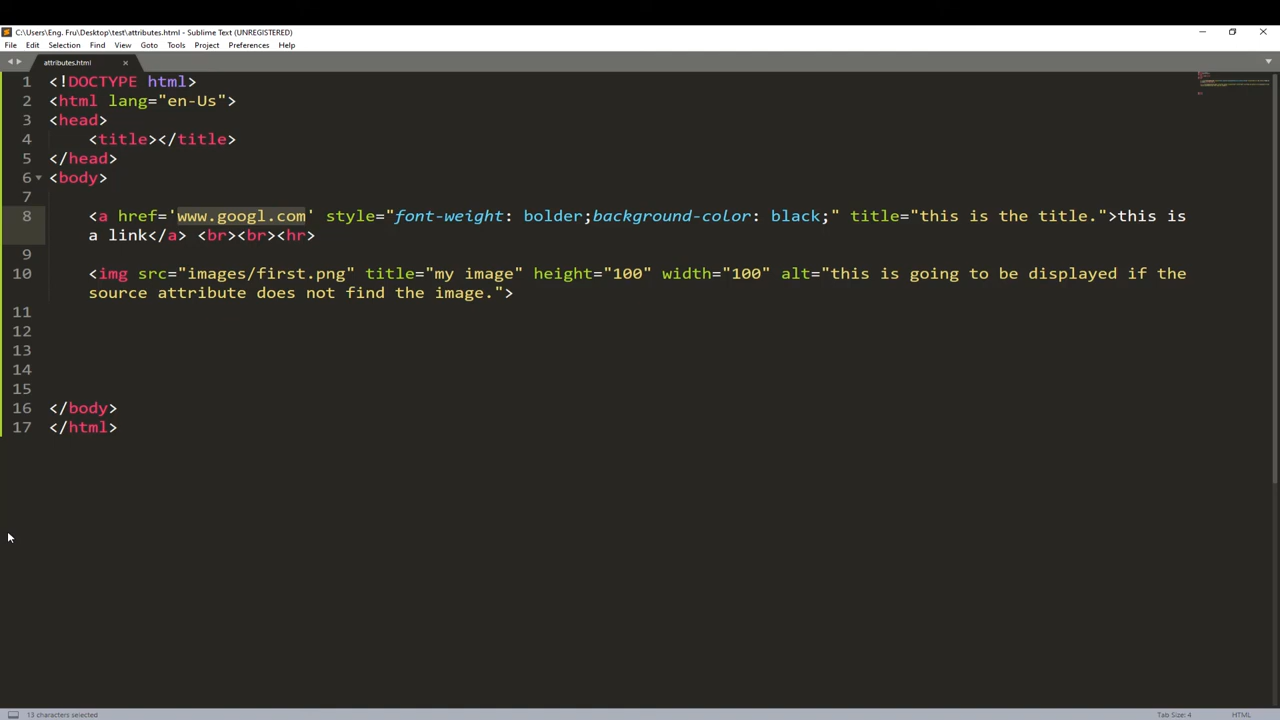 C:\Users\Eng. Fru\Desktop\test\attributes.html - Sublime Text (UNREGISTERED)
File Edit Selection Find View Goto Tools Project Preferences Help
attributes.html ×
1 <!DOCTYPE html>
2 <html lang="en-Us">
3 <head>
4 <title></title>
5 </head>
6 <body>
7
8 <a href='www.googl.com' style="font-weight: bolder;background-color: black;" title="this is the title.">this is
a link</a> <br><br><hr>
9
10 <img src="images/first.png" title="my image" height="100" width="100" alt="this is going to be displayed if the
source attribute does not find the image.">
11
12
13
14
15
16 </body>
17 </html>
13 characters selected Tab Size: 4 HTML